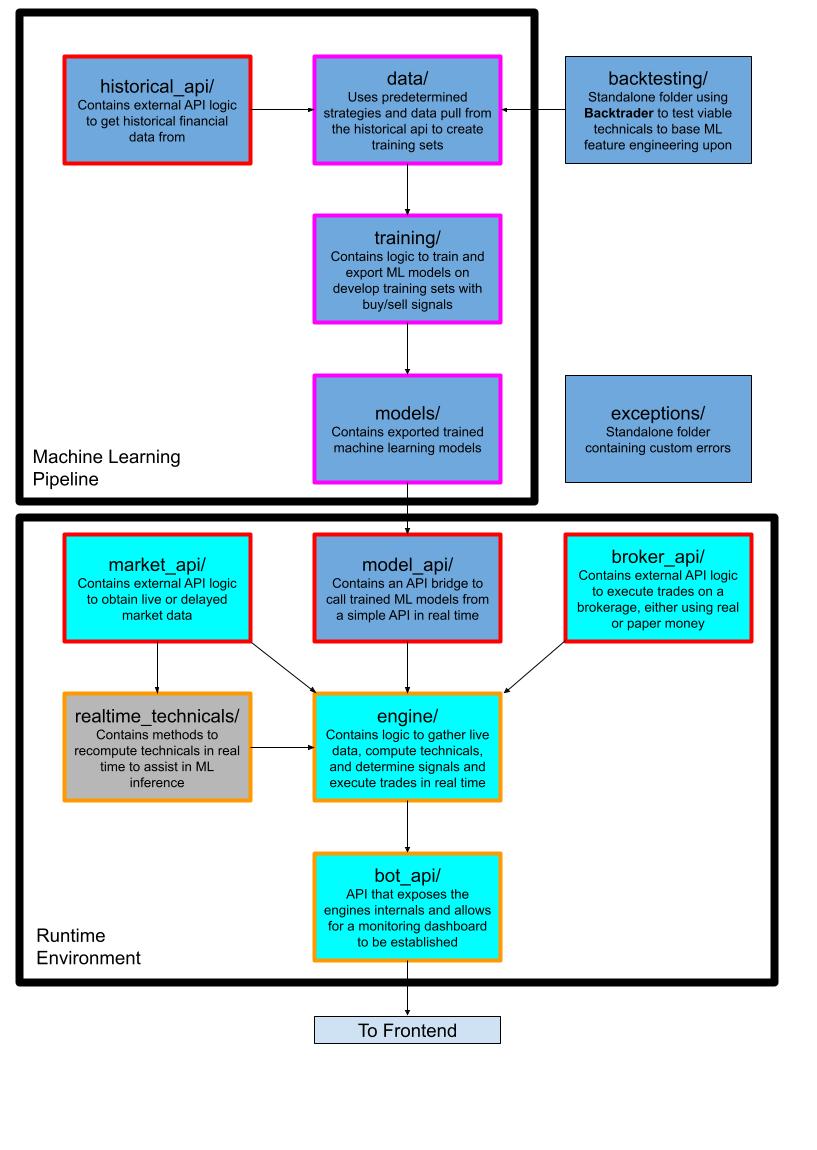 historical_api/
Contains external API logic
to get historical financial
data from
data/
Uses predetermined
strategies and data pull from
the historical api to create
training sets
backtesting/
Standalone folder using
Backtrader to test viable
technicals to base ML
feature engineering upon
training/
Contains logic to train and
export ML models on
develop training sets with
buy/sell signals
models/
Contains exported trained
machine learning models
exceptions/
Standalone folder
containing custom errors
Machine Learning
Pipeline
market_api/
Contains external API logic
to obtain live or delayed
market data
model_api/
Contains an API bridge to
call trained ML models from
a simple API in real time
broker_api/
Contains external API logic
to execute trades on a
brokerage, either using real
or paper money
realtime_technicals/
Contains methods to
recompute technicals in real
time to assist in ML
inference
engine/
Contains logic to gather live
data, compute technicals,
and determine signals and
execute trades in real time
bot_api/
API that exposes the
engines internals and allows
for a monitoring dashboard
to be established
Runtime
Environment
To Frontend